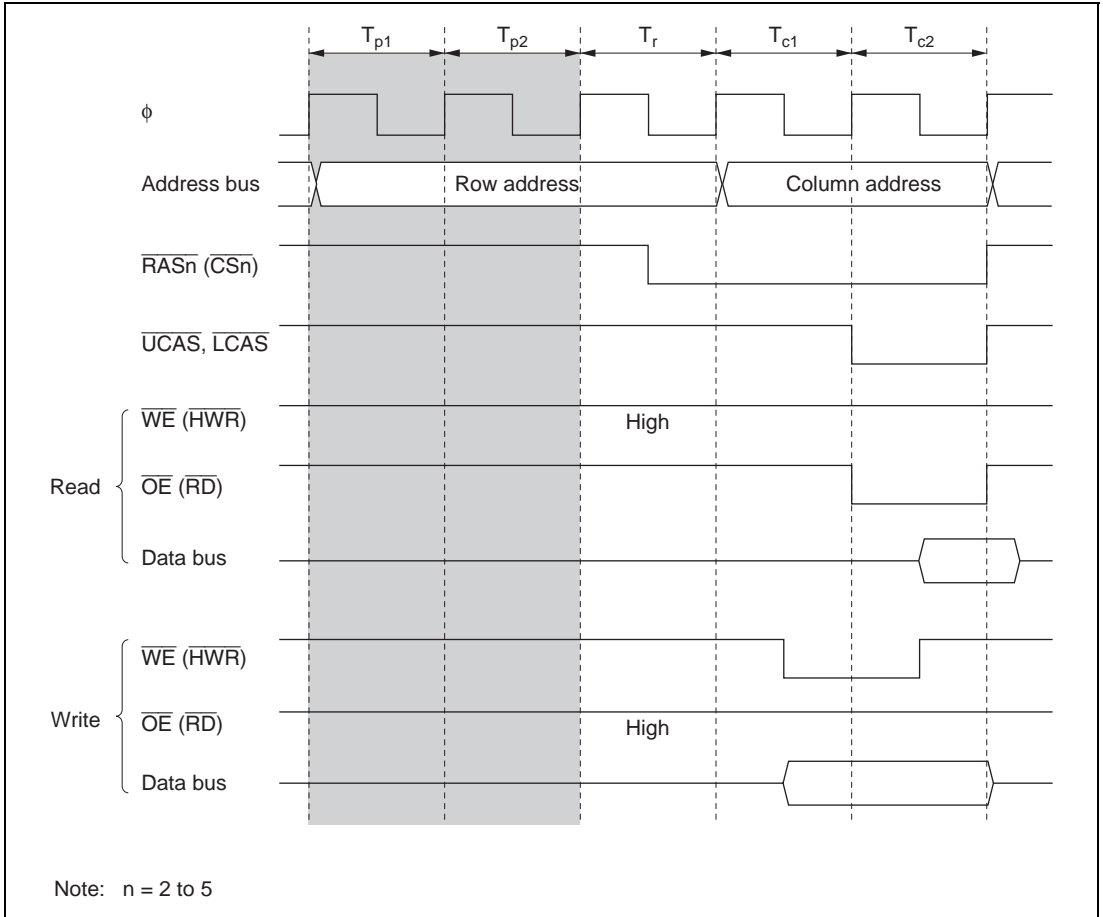 Tp1 Tp2 Tr Tc1 Tc2
ϕ
Address bus Row address Column address
RASn (CSn)
UCAS, LCAS
WE (HWR) High
Read OE (RD)
Data bus
WE (HWR)
Write OE (RD) High
Data bus
Note: n = 2 to 5